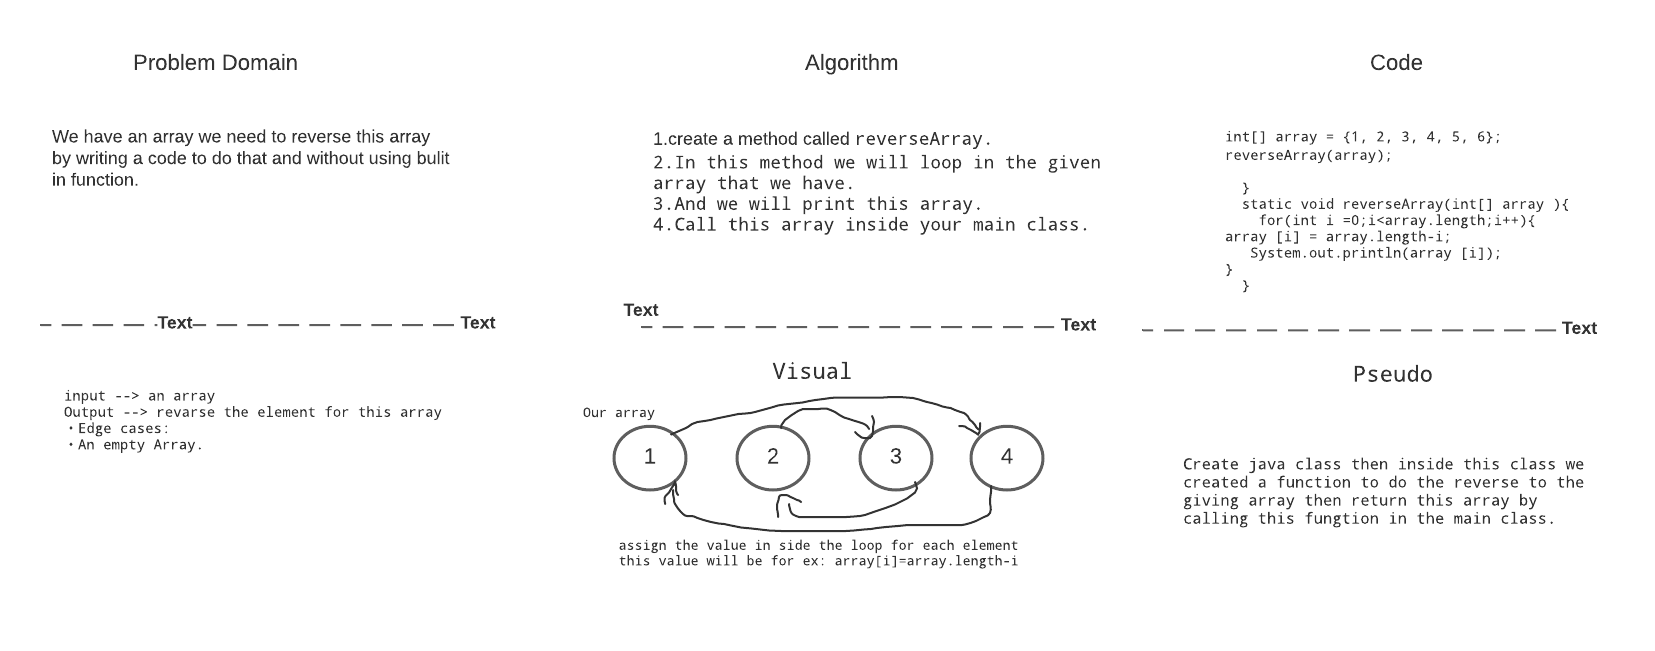 Problem Domain
We have an array we need to reverse this array
by writing a code to do that and without using bulit
in function.
Text
Text
input --> an array
Output --> revarse the element for this array
• Edge cases:
• An empty Array.
Algorithm
1.create a method called reverseArray.
2.In this method we will loop in the given
array that we have.
3.And we will print this array.
4.Call this array inside your main class.
Text
Text
Visual
Our array
1
2
3
4
assign the value in side the loop for each element
this value will be for ex: array[i]=array.length-i
Code
int[] array = {1, 2, 3, 4, 5, 6};
reverseArray(array);
}
static void reverseArray(int[] array ){
for(int i =0;i<array.length;i++){
array [i] = array.length-i;
System.out.println(array [i]);
}
}
Text
Pseudo
Create java class then inside this class we
created a function to do the reverse to the
giving array then return this array by
calling this fungtion in the main class.